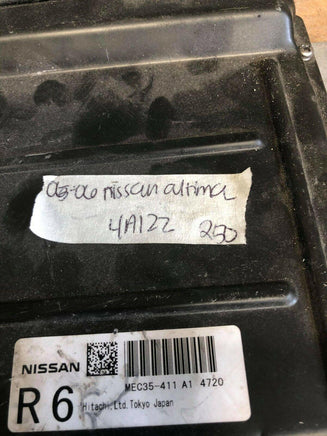 05-06 nissan altima
4A122 250
NISSAN
MEC35-411 A1 4720
R6 Hitachi,Ltd.Tokyo Japan